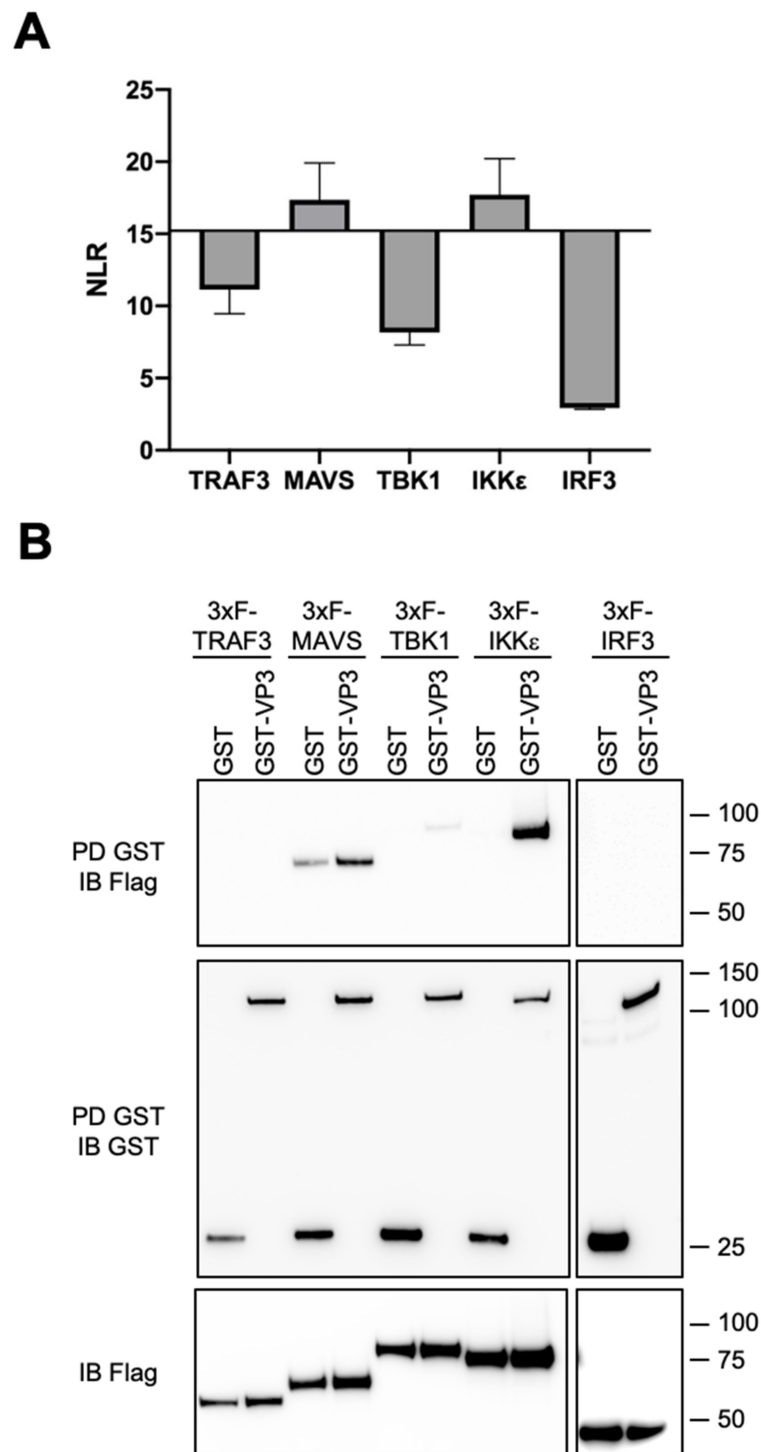 A
25
20
15
10
5
0
NLR
TRAF3 MAVS TBK1 IKKε IRF3
B
3xF- 3xF- 3xF- 3xF- 3xF-
TRAF3 MAVS TBK1 IKKε IRF3
GST GST-VP3 GST GST-VP3 GST GST-VP3 GST GST-VP3 GST GST-VP3
PD GST
IB Flag
100
75
50
PD GST
IB GST
150
100
25
IB Flag
100
75
50